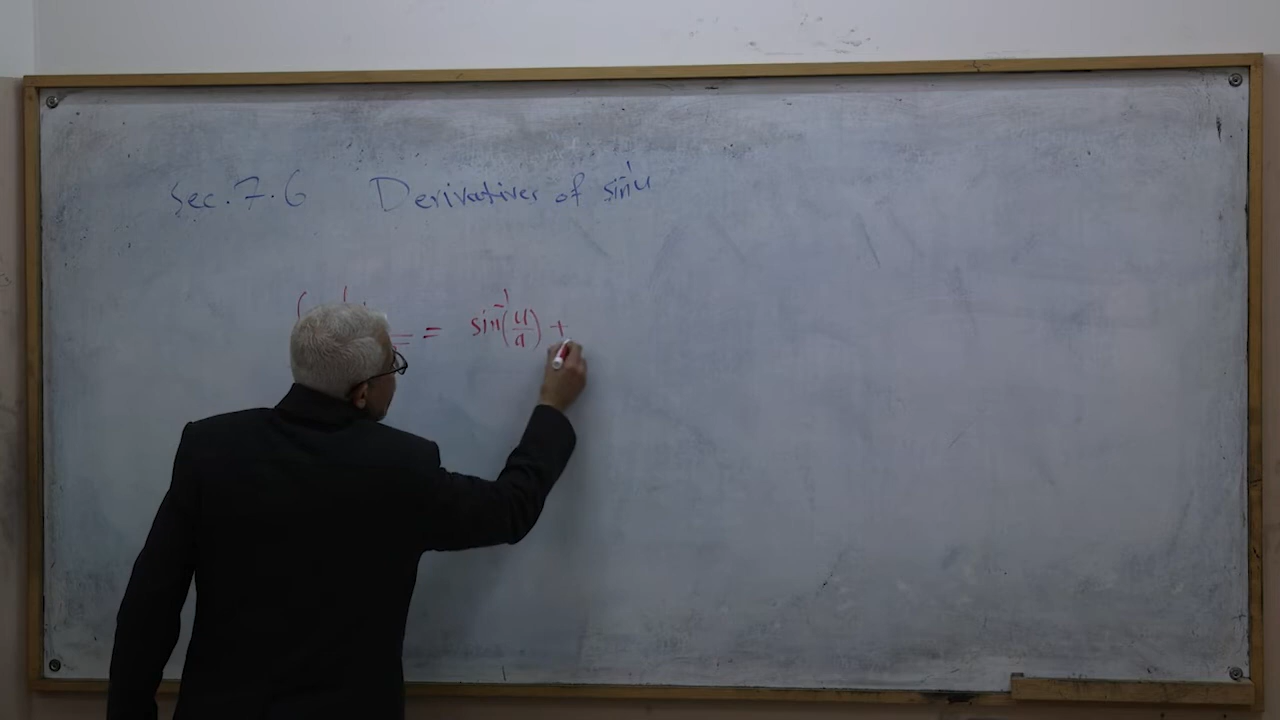 Sec. 7.6 Derivatives of sin⁻¹u
= sin⁻¹(u/a) +